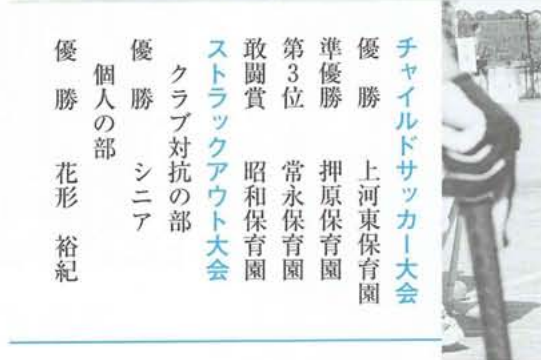 チャイルドサッカー大会
優　勝　　上河東保育園
準優勝　　押原保育園
第3位　　常永保育園
敢闘賞　　昭和保育園
ストラックアウト大会
クラブ対抗の部
優　勝　　シニア
個人の部
優　勝　　花形　裕紀